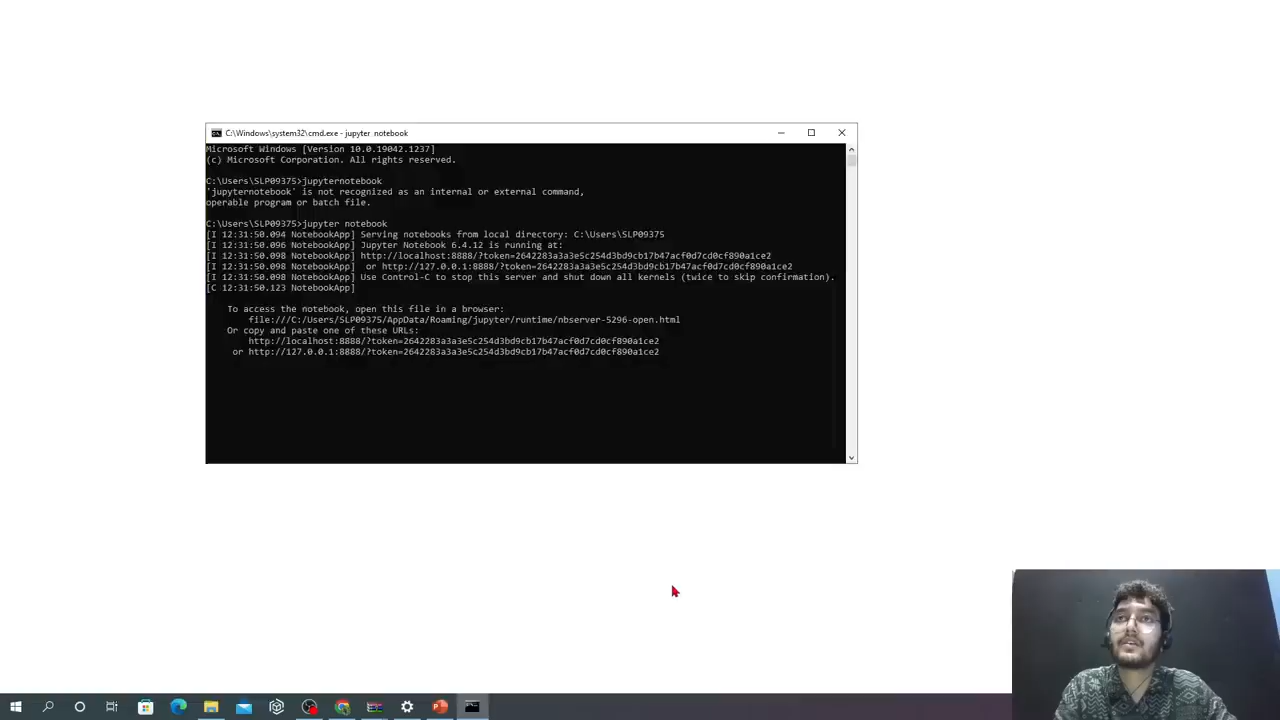 C:\Windows\system32\cmd.exe - jupyter notebook
Microsoft Windows [Version 10.0.19042.1237]
(c) Microsoft Corporation. All rights reserved.
C:\Users\SLP09375>jupyternotebook
'jupyternotebook' is not recognized as an internal or external command,
operable program or batch file.
C:\Users\SLP09375>jupyter notebook
[I 12:31:50.094 NotebookApp] Serving notebooks from local directory: C:\Users\SLP09375
[I 12:31:50.096 NotebookApp] Jupyter Notebook 6.4.12 is running at:
[I 12:31:50.098 NotebookApp] http://localhost:8888/?token=2642283a3a3e5c254d3bd9cb17b47acf0d7cd0cf890a1ce2
[I 12:31:50.098 NotebookApp]  or http://127.0.0.1:8888/?token=2642283a3a3e5c254d3bd9cb17b47acf0d7cd0cf890a1ce2
[I 12:31:50.098 NotebookApp] Use Control-C to stop this server and shut down all kernels (twice to skip confirmation).
[C 12:31:50.123 NotebookApp]
To access the notebook, open this file in a browser:
file:///C:/Users/SLP09375/AppData/Roaming/jupyter/runtime/nbserver-5296-open.html
Or copy and paste one of these URLs:
http://localhost:8888/?token=2642283a3a3e5c254d3bd9cb17b47acf0d7cd0cf890a1ce2
or http://127.0.0.1:8888/?token=2642283a3a3e5c254d3bd9cb17b47acf0d7cd0cf890a1ce2